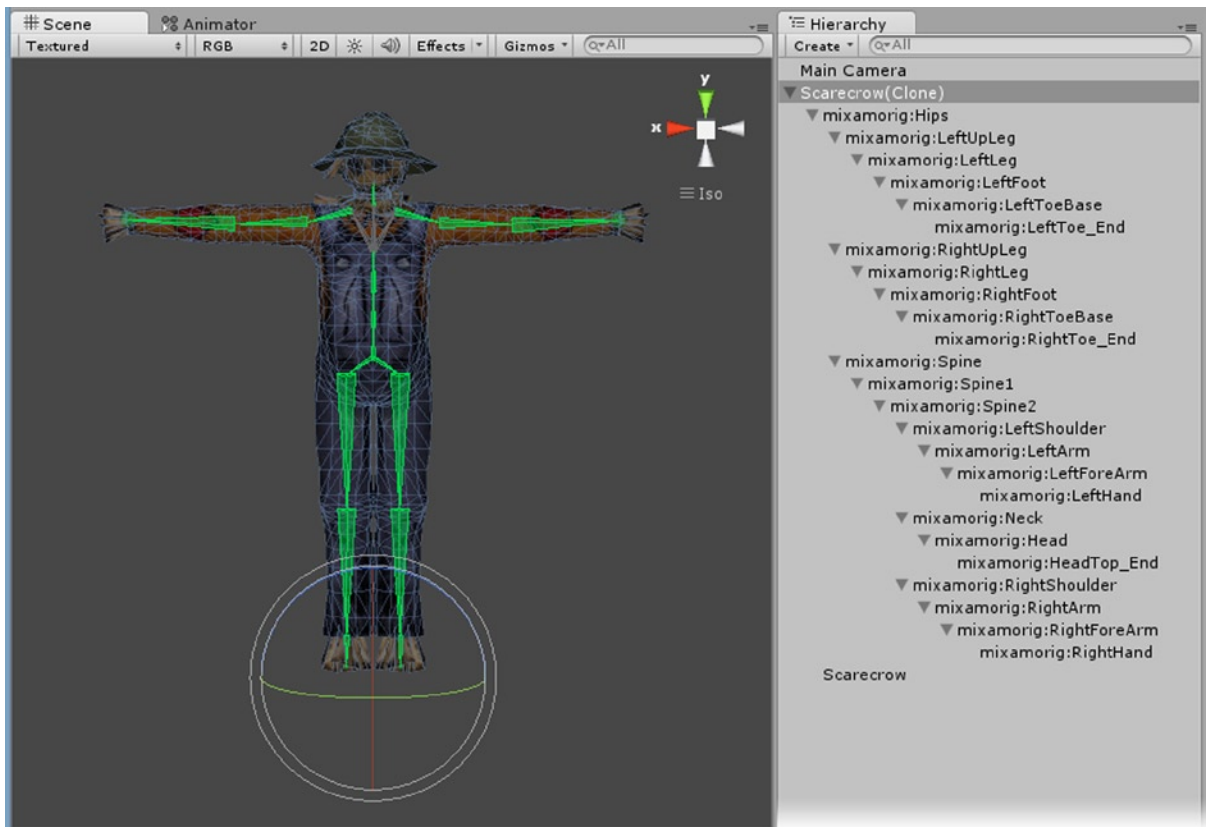 Scene
Animator
Textured
RGB
2D
Effects
Gizmos
All
y
x
Iso
Hierarchy
Create
All
Main Camera
Scarecrow(Clone)
mixamorig:Hips
mixamorig:LeftUpLeg
mixamorig:LeftLeg
mixamorig:LeftFoot
mixamorig:LeftToeBase
mixamorig:LeftToe_End
mixamorig:RightUpLeg
mixamorig:RightLeg
mixamorig:RightFoot
mixamorig:RightToeBase
mixamorig:RightToe_End
mixamorig:Spine
mixamorig:Spine1
mixamorig:Spine2
mixamorig:LeftShoulder
mixamorig:LeftArm
mixamorig:LeftForeArm
mixamorig:LeftHand
mixamorig:Neck
mixamorig:Head
mixamorig:HeadTop_End
mixamorig:RightShoulder
mixamorig:RightArm
mixamorig:RightForeArm
mixamorig:RightHand
Scarecrow